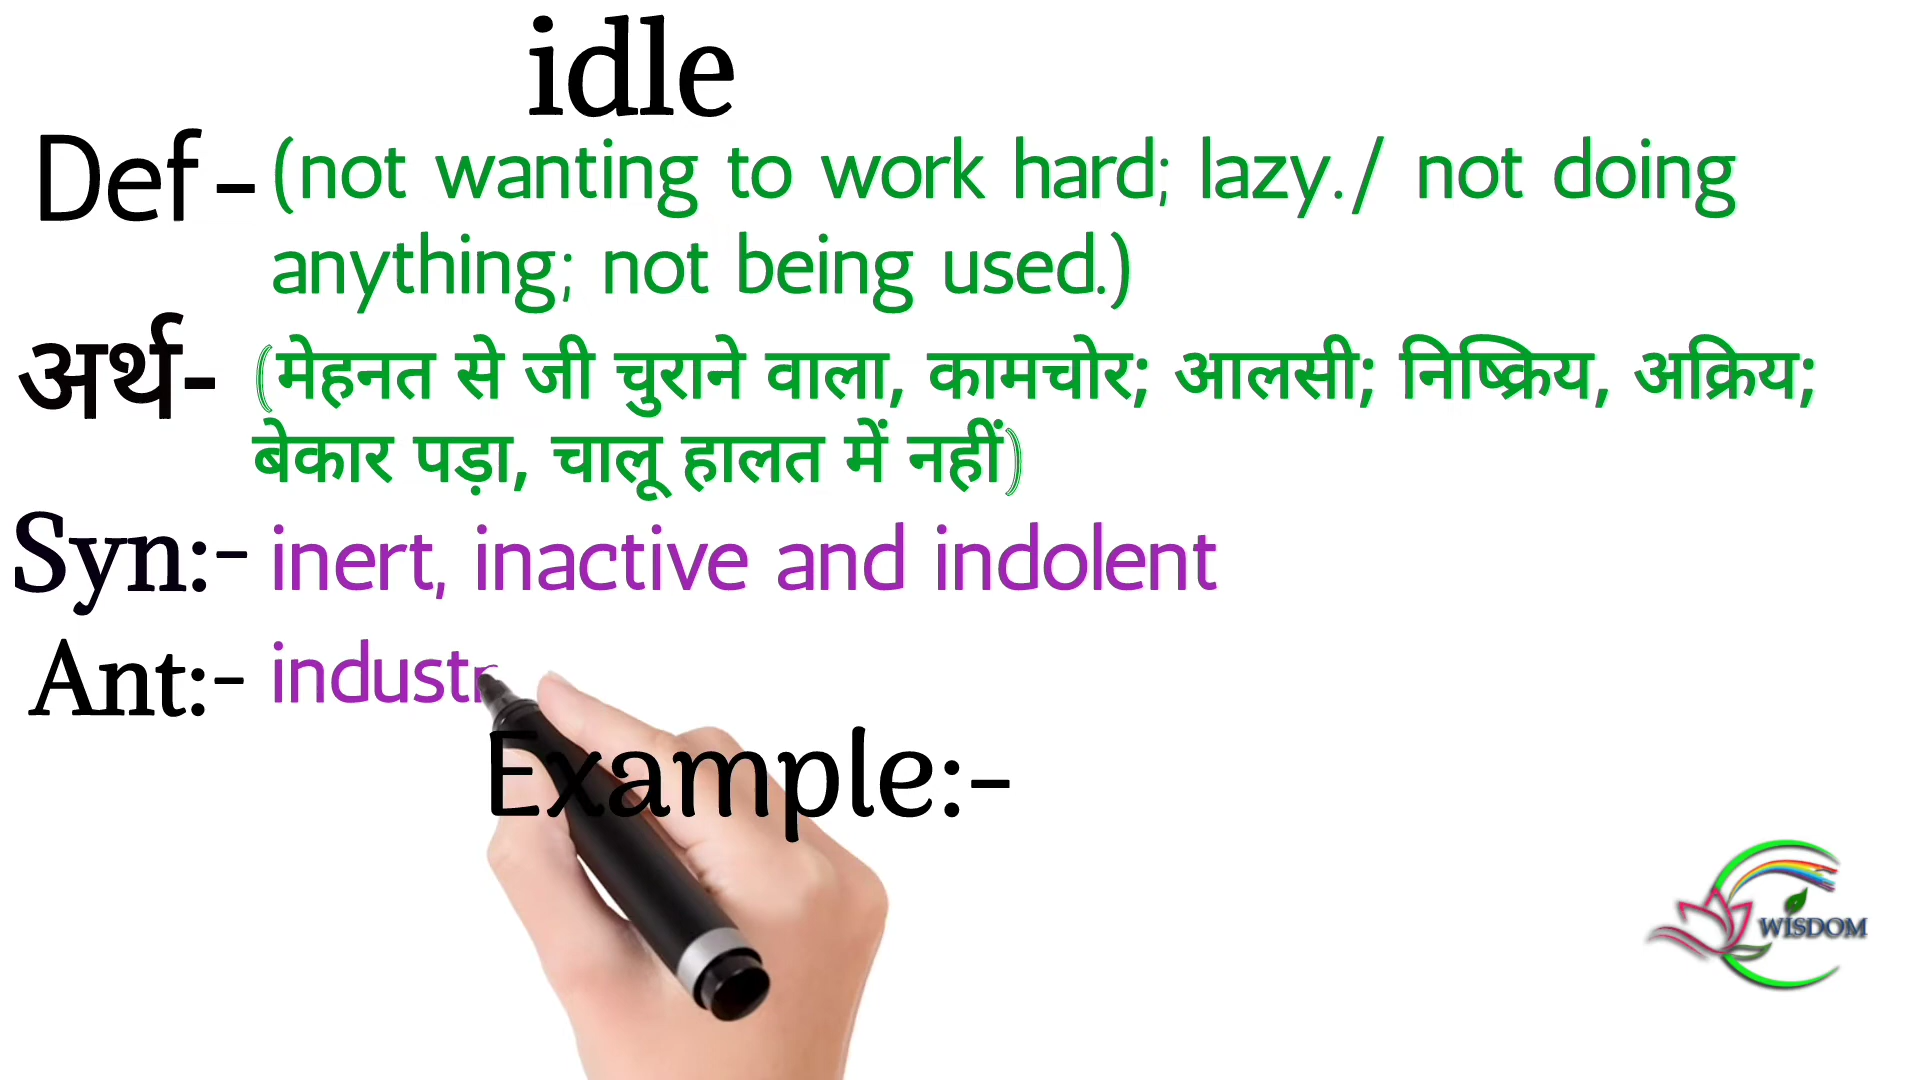 idle
Def - (not wanting to work hard; lazy./ not doing
anything; not being used.)
अर्थ- (मेहनत से जी चुराने वाला, कामचोर; आलसी; निष्क्रिय, अक्रिय;
बेकार पड़ा, चालू हालत में नहीं)
Syn:- inert, inactive and indolent
Ant:- industr
Example:-
WISDOM